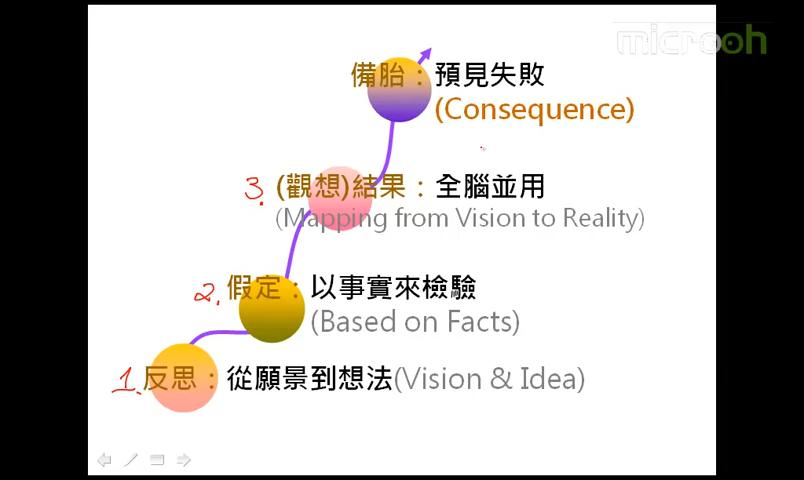 microoh
備胎：預見失敗
(Consequence)
3. (觀想)結果：全腦並用
(Mapping from Vision to Reality)
2. 假定：以事實來檢驗
(Based on Facts)
1. 反思：從願景到想法(Vision & Idea)